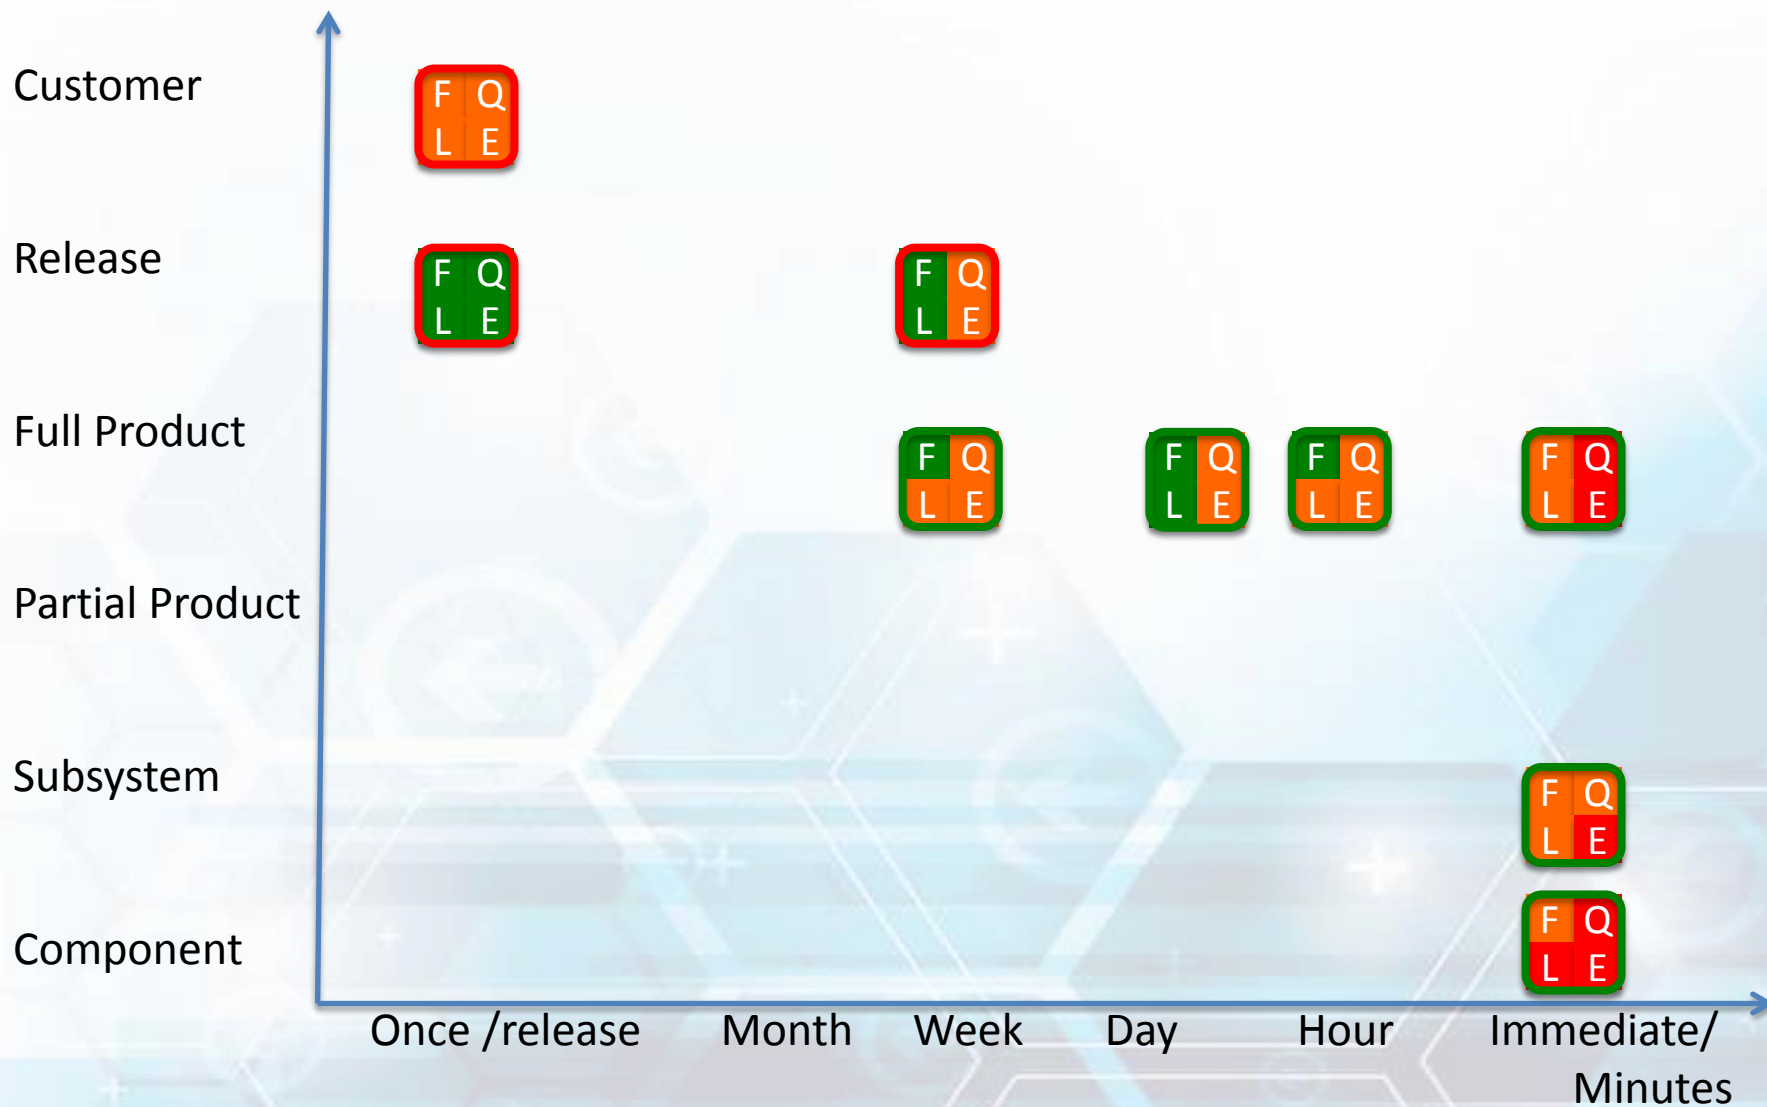 Customer
F Q
L E
Release
F Q
L E
F Q
L E
Full Product
F Q
L E
F Q
L E
F Q
L E
F Q
L E
Partial Product
Subsystem
F Q
L E
Component
F Q
L E
Once /release
Month
Week
Day
Hour
Immediate/
Minutes